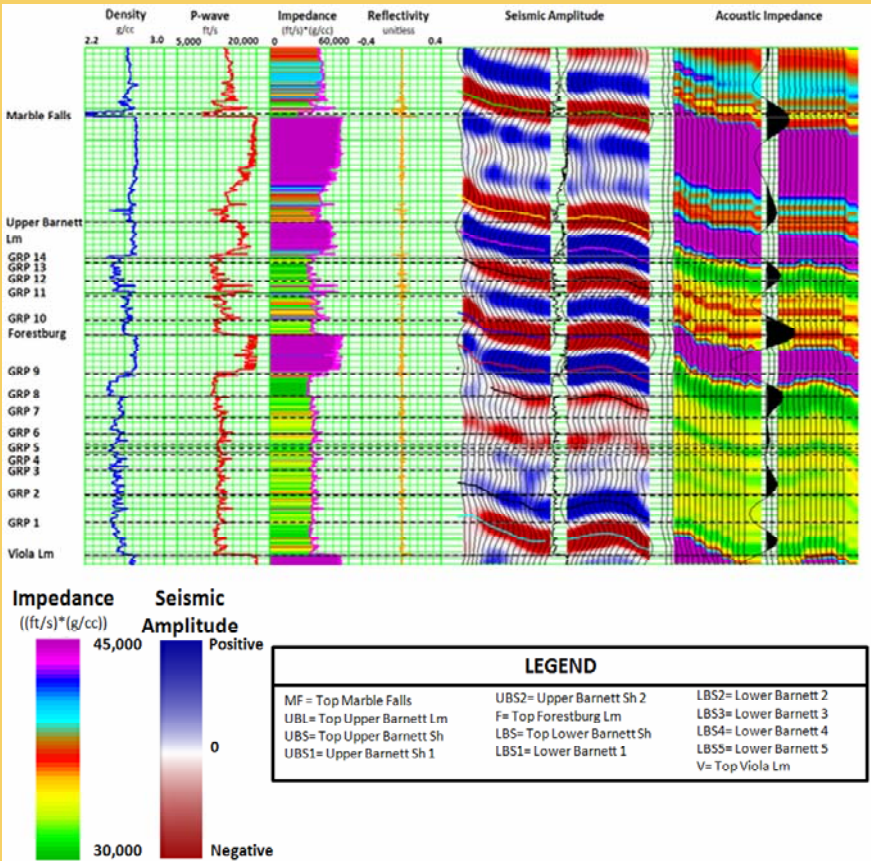 Density P-wave Impedance Reflectivity Seismic Amplitude Acoustic Impedance
g/cc ft/s (ft/s)*(g/cc) unitless
2.2 3.0 5,000 20,000 0 60,000 -0.4 0.4
Marble Falls
Upper Barnett
Lm
GRP 14
GRP 13
GRP 12
GRP 11
GRP 10
Forestburg
GRP 9
GRP 8
GRP 7
GRP 6
GRP 5
GRP 4
GRP 3
GRP 2
GRP 1
Viola Lm
Impedance
((ft/s)*(g/cc))
45,000
30,000
Seismic
Amplitude
Positive
0
Negative
LEGEND
MF = Top Marble Falls
UBL= Top Upper Barnett Lm
UBS= Top Upper Barnett Sh
UBS1= Upper Barnett Sh 1
UBS2= Upper Barnett Sh 2
F= Top Forestburg Lm
LBS= Top Lower Barnett Sh
LBS1= Lower Barnett 1
LBS2= Lower Barnett 2
LBS3= Lower Barnett 3
LBS4= Lower Barnett 4
LBS5= Lower Barnett 5
V= Top Viola Lm